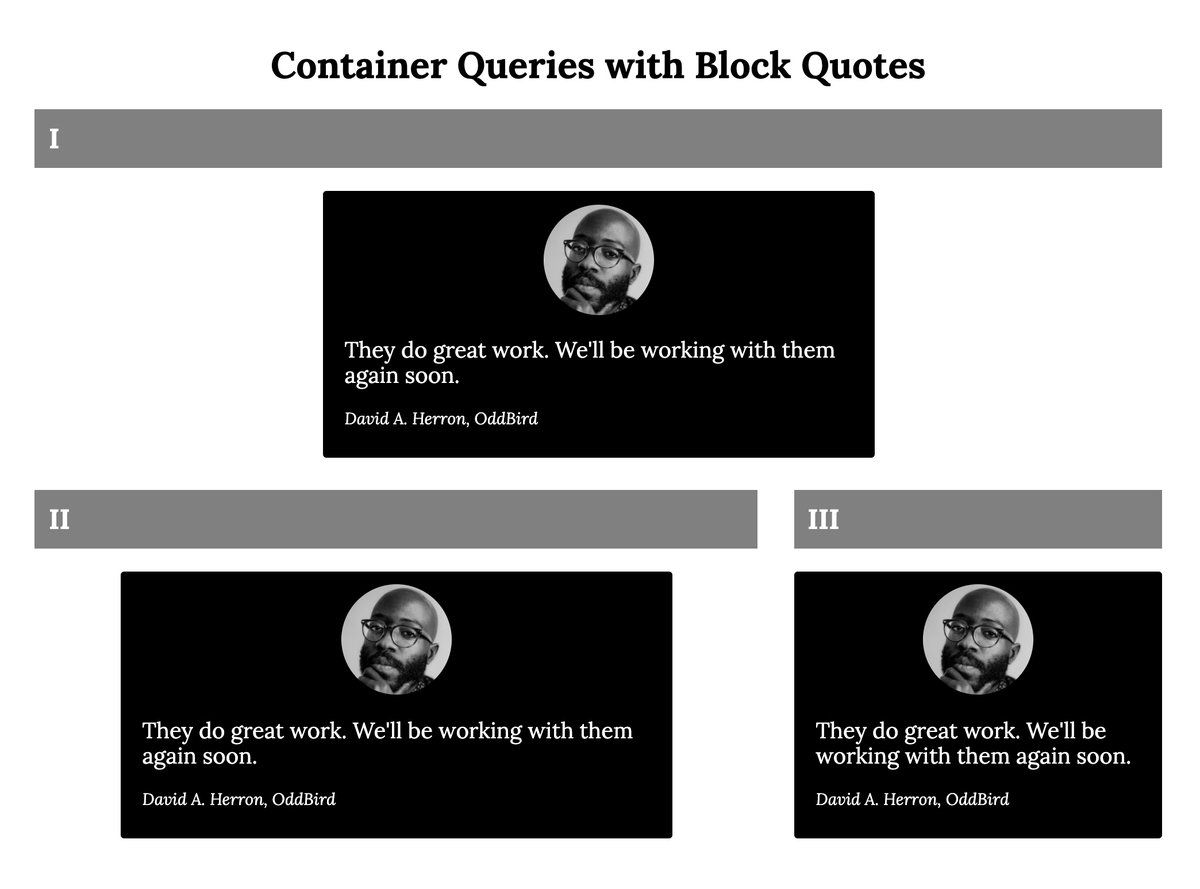 Container Queries with Block Quotes
I
They do great work. We'll be working with them
again soon.
David A. Herron, OddBird
II
They do great work. We'll be working with them
again soon.
David A. Herron, OddBird
III
They do great work. We'll be
working with them again soon.
David A. Herron, OddBird